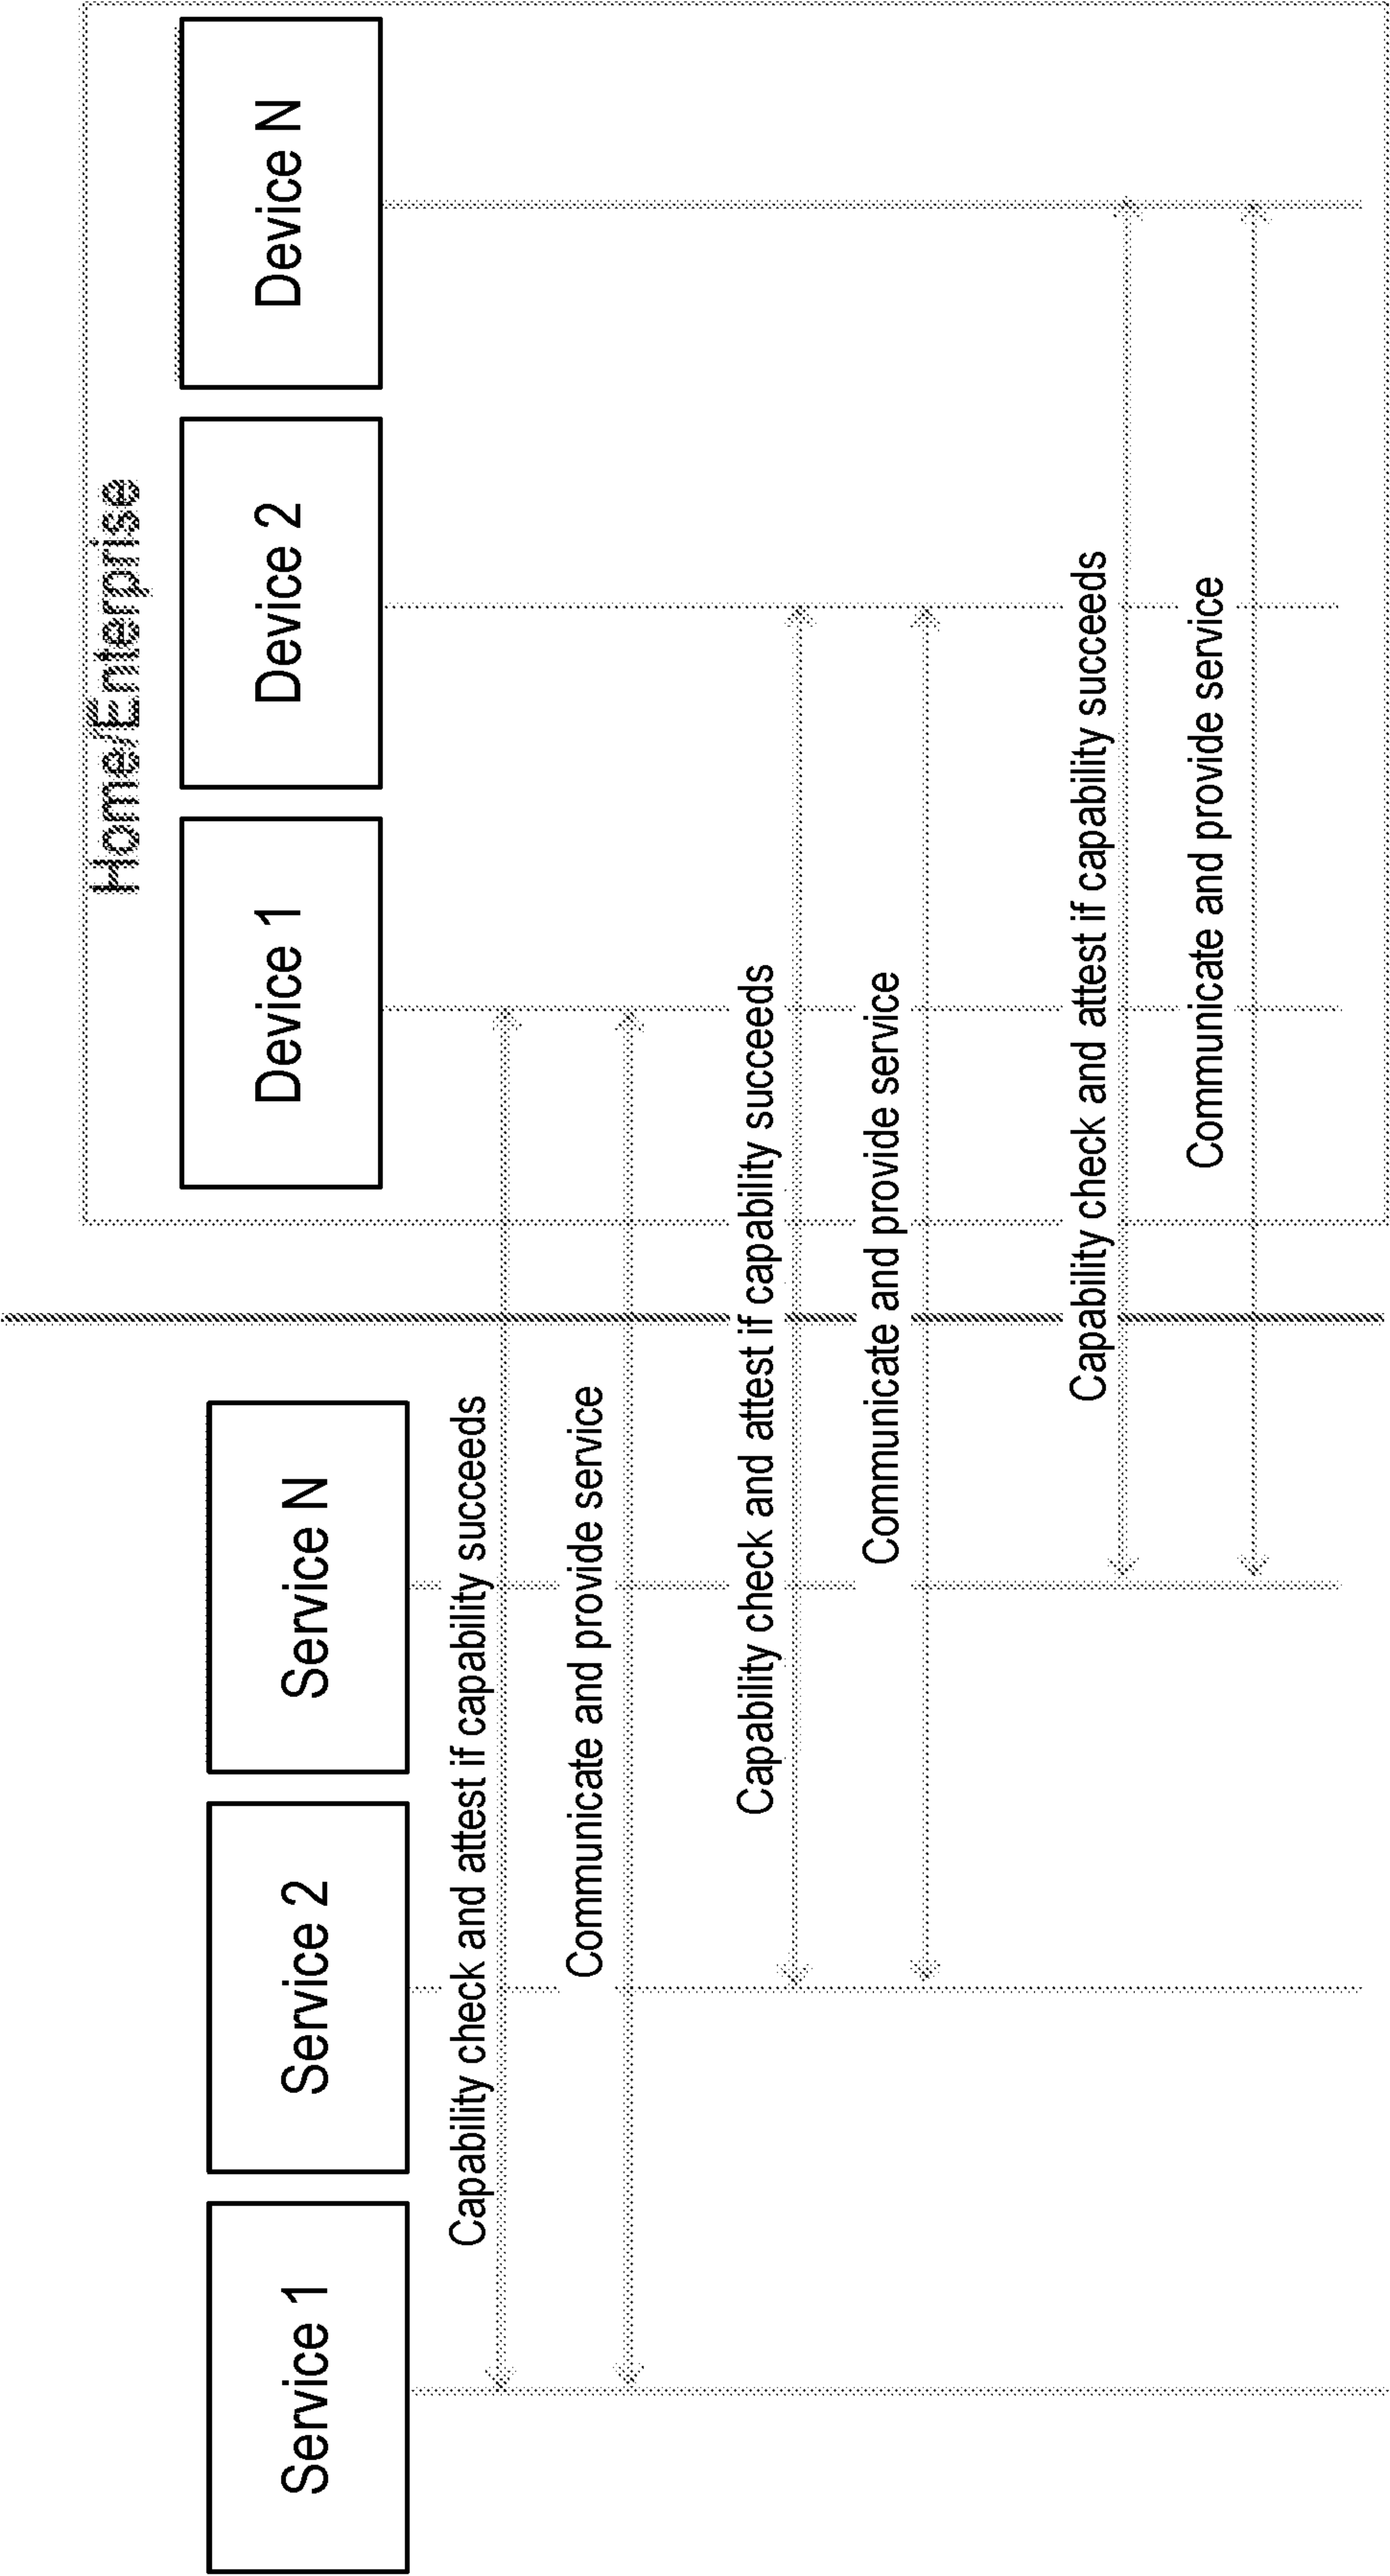 Home/Enterprise
Service 1
Service 2
Service N
Device 1
Device 2
Device N
Capability check and attest if capability succeeds
Communicate and provide service
Capability check and attest if capability succeeds
Communicate and provide service
Capability check and attest if capability succeeds
Communicate and provide service